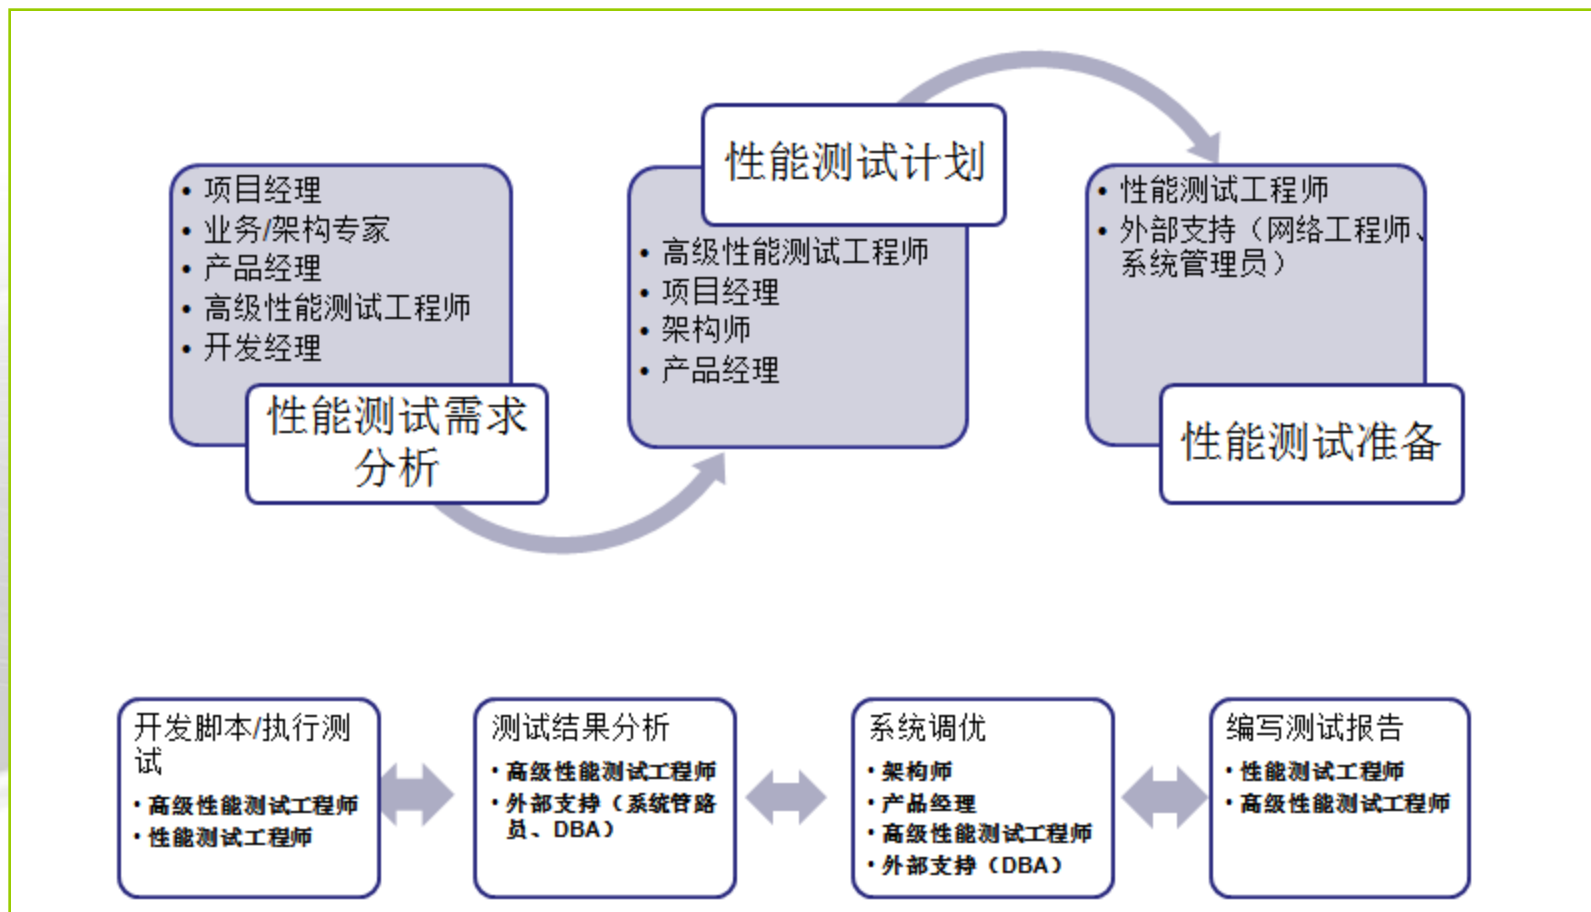 • 项目经理
• 业务/架构专家
• 产品经理
• 高级性能测试工程师
• 开发经理
性能测试需求
分析
性能测试计划
• 高级性能测试工程师
• 项目经理
• 架构师
• 产品经理
• 性能测试工程师
• 外部支持（网络工程师、
系统管理员）
性能测试准备
开发脚本/执行测
试
• 高级性能测试工程师
• 性能测试工程师
测试结果分析
• 高级性能测试工程师
• 外部支持（系统管路
员、DBA）
系统调优
• 架构师
• 产品经理
• 高级性能测试工程师
• 外部支持（DBA）
编写测试报告
• 性能测试工程师
• 高级性能测试工程师